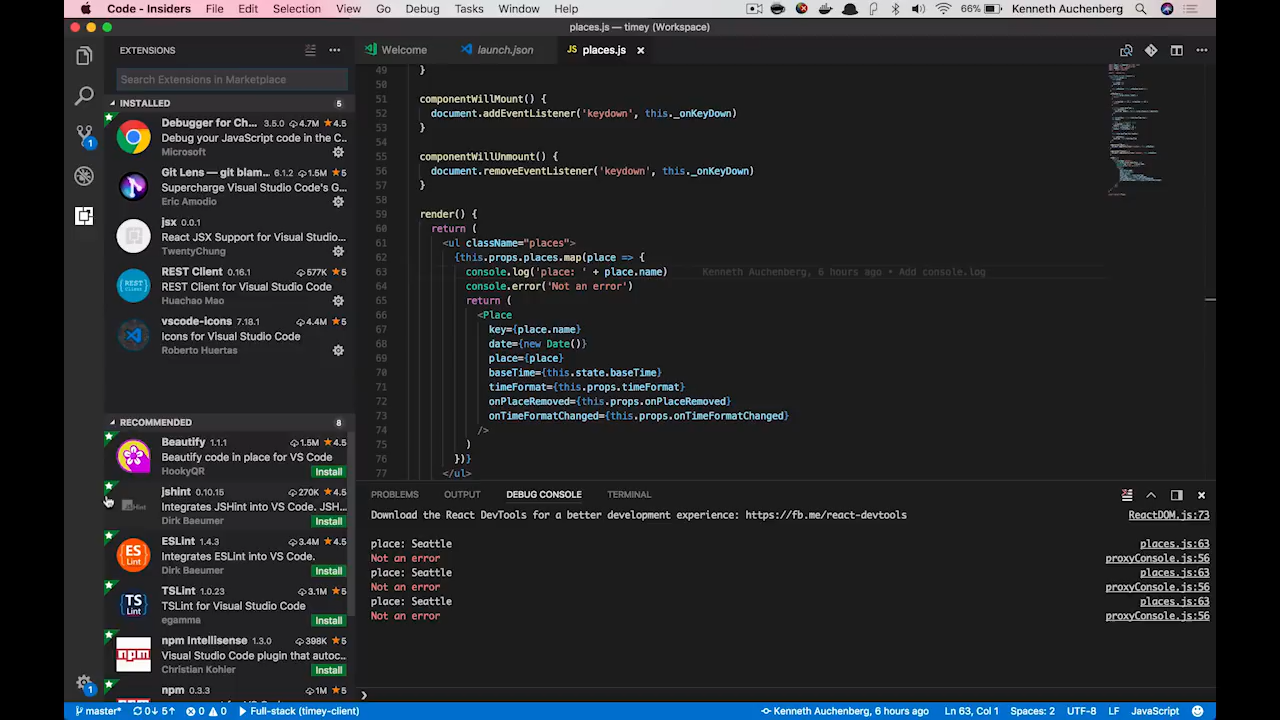 Code - Insiders File Edit Selection View Go Debug Tasks Window Help 66% Kenneth Auchenberg
places.js — timey (Workspace)
EXTENSIONS
Search Extensions in Marketplace
INSTALLED 5
Debugger for Ch... 3.5.0 4.7M 4.5
Debug your JavaScript code in the C...
Microsoft
Git Lens — git blam... 6.1.2 1.5M 5
Supercharge Visual Studio Code's G...
Eric Amodio
jsx 0.0.1
React JSX Support for Visual Studio...
TwentyChung
REST Client 0.16.1 577K 5
REST Client for Visual Studio Code
Huachao Mao
vscode-icons 7.18.1 4.4M 5
Icons for Visual Studio Code
Roberto Huertas
RECOMMENDED 8
Beautify 1.1.1 1.5M 4.5
Beautify code in place for VS Code
HookyQR Install
jshint 0.10.15 270K 4.5
Integrates JSHint into VS Code. JSH...
Dirk Baeumer Install
ESLint 1.4.3 3.4M 4.5
Integrates ESLint into VS Code.
Dirk Baeumer Install
TSLint 1.0.23 3.1M 5
TSLint for Visual Studio Code
egamma Install
npm Intellisense 1.3.0 398K 5
Visual Studio Code plugin that autoc...
Christian Kohler Install
npm 0.3.3 1M 5
Welcome launch.json JS places.js
49 }
50
51 componentWillMount() {
52 document.addEventListener('keydown', this._onKeyDown)
53 }
54
55 componentWillUnmount() {
56 document.removeEventListener('keydown', this._onKeyDown)
57 }
58
59 render() {
60 return (
61 <ul className="places">
62 {this.props.places.map(place => {
63 console.log('place: ' + place.name) Kenneth Auchenberg, 6 hours ago • Add console.log
64 console.error('Not an error')
65 return (
66 <Place
67 key={place.name}
68 date={new Date()}
69 place={place}
70 baseTime={this.state.baseTime}
71 timeFormat={this.props.timeFormat}
72 onPlaceRemoved={this.props.onPlaceRemoved}
73 onTimeFormatChanged={this.props.onTimeFormatChanged}
74 />
75 )
76 })}
77 </ul>
PROBLEMS OUTPUT DEBUG CONSOLE TERMINAL
Download the React DevTools for a better development experience: https://fb.me/react-devtools ReactDOM.js:73
place: Seattle places.js:63
Not an error proxyConsole.js:56
place: Seattle places.js:63
Not an error proxyConsole.js:56
place: Seattle places.js:63
Not an error proxyConsole.js:56
master* 0↓ 5↑ 0 0 Full-stack (timey-client) Kenneth Auchenberg, 6 hours ago Ln 63, Col 1 Spaces: 2 UTF-8 LF JavaScript